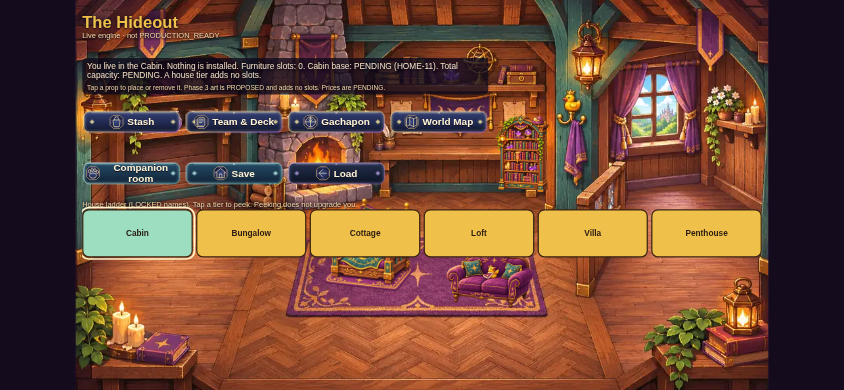 The Hideout
Live engine · not PRODUCTION_READY
You live in the Cabin. Nothing is installed. Furniture slots: 0. Cabin base: PENDING (HOME-11). Total
capacity: PENDING. A house tier adds no slots.
Tap a prop to place or remove it. Phase 3 art is PROPOSED and adds no slots. Prices are PENDING.
Stash
Team & Deck
Gachapon
World Map
Companion
room
Save
Load
House ladder (LOCKED names). Tap a tier to peek. Peeking does not upgrade you.
Cabin
Bungalow
Cottage
Loft
Villa
Penthouse